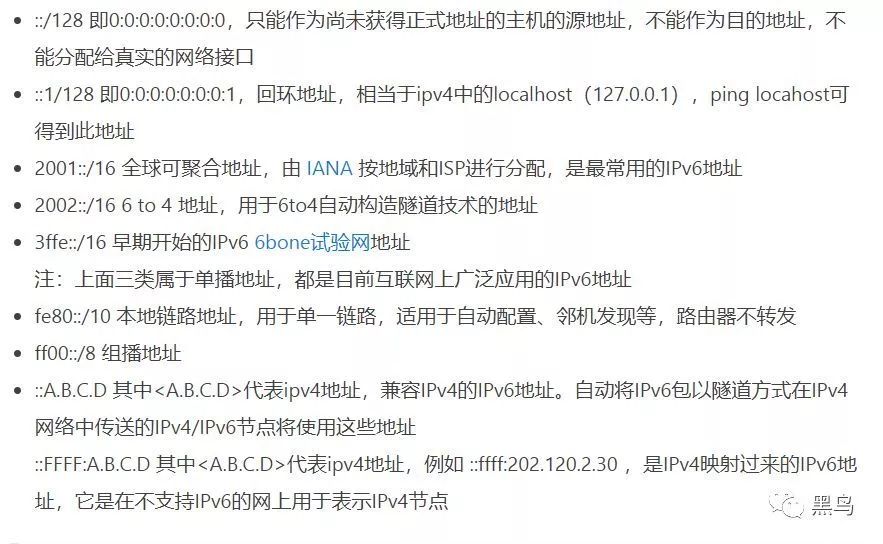 ::/128 即0:0:0:0:0:0:0:0，只能作为尚未获得正式地址的主机的源地址，不能作为目的地址，不
能分配给真实的网络接口
::1/128 即0:0:0:0:0:0:0:1，回环地址，相当于ipv4中的localhost（127.0.0.1），ping locahost可
得到此地址
2001::/16 全球可聚合地址，由 IANA 按地域和ISP进行分配，是最常用的IPv6地址
2002::/16 6 to 4 地址，用于6to4自动构造隧道技术的地址
3ffe::/16 早期开始的IPv6 6bone试验网地址
注：上面三类属于单播地址，都是目前互联网上广泛应用的IPv6地址
fe80::/10 本地链路地址，用于单一链路，适用于自动配置、邻机发现等，路由器不转发
ff00::/8 组播地址
::A.B.C.D 其中<A.B.C.D>代表ipv4地址，兼容IPv4的IPv6地址。自动将IPv6包以隧道方式在IPv4
网络中传送的IPv4/IPv6节点将使用这些地址
::FFFF:A.B.C.D 其中<A.B.C.D>代表ipv4地址，例如 ::ffff:202.120.2.30 ，是IPv4映射过来的IPv6地
址，它是在不支持IPv6的网上用于表示IPv4节点
黑鸟